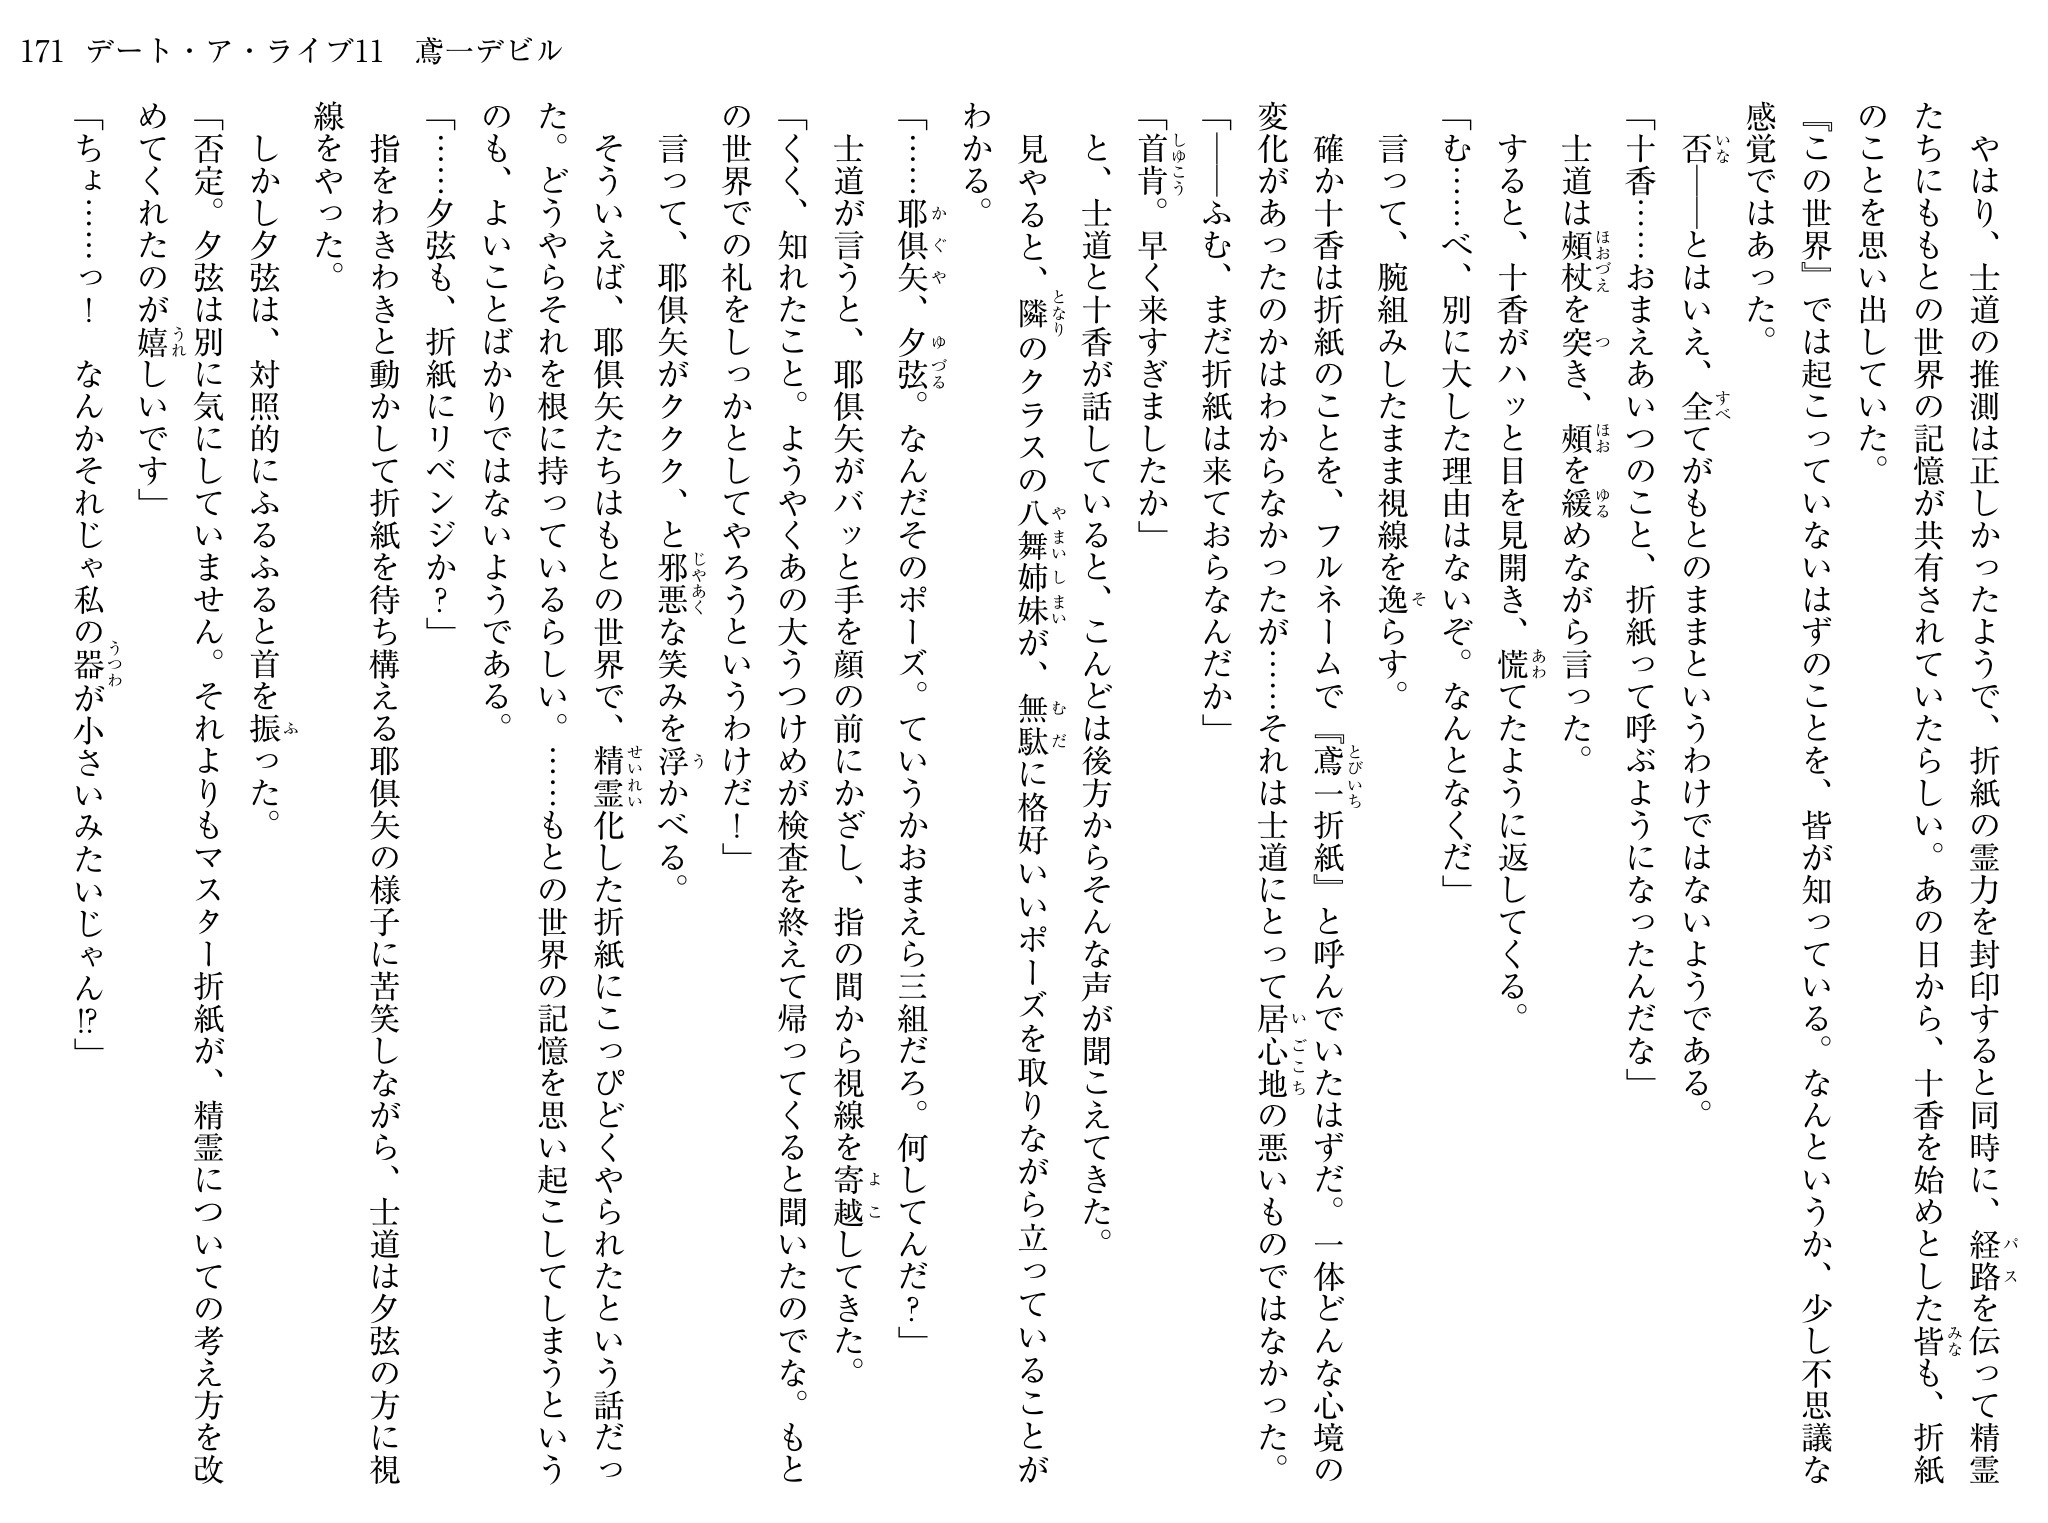 171 デート・ア・ライブ11 鳶一デビル
　やはり、士道の推測は正しかったようで、折紙の霊力を封印すると同時に、経路を伝って精霊
たちにももとの世界の記憶が共有されていたらしい。あの日から、十香を始めとした皆も、折紙
のことを思い出していた。
　『この世界』では起こっていないはずのことを、皆が知っている。なんというか、少し不思議な
感覚ではあった。
　否――とはいえ、全てがもとのままというわけではないようである。
「十香……おまえあいつのこと、折紙って呼ぶようになったんだな」
　士道は頰杖を突き、頰を緩めながら言った。
　すると、十香がハッと目を見開き、慌てたように返してくる。
「む……べ、別に大した理由はないぞ。なんとなくだ」
　言って、腕組みしたまま視線を逸らす。
　確か十香は折紙のことを、フルネームで『鳶一折紙』と呼んでいたはずだ。一体どんな心境の
変化があったのかはわからなかったが……それは士道にとって居心地の悪いものではなかった。
「――ふむ、まだ折紙は来ておらなんだか」
「首肯。早く来すぎましたか」
　と、士道と十香が話していると、こんどは後方からそんな声が聞こえてきた。
　見やると、隣のクラスの八舞姉妹が、無駄に格好いいポーズを取りながら立っていることが
わかる。
「……耶倶矢、夕弦。なんだそのポーズ。ていうかおまえら三組だろ。何してんだ？」
　士道が言うと、耶倶矢がバッと手を顔の前にかざし、指の間から視線を寄越してきた。
「くく、知れたこと。ようやくあの大うつけめが検査を終えて帰ってくると聞いたのでな。もと
の世界での礼をしっかとしてやろうというわけだ！」
　言って、耶倶矢がククク、と邪悪な笑みを浮かべる。
　そういえば、耶倶矢たちはもとの世界で、精霊化した折紙にこっぴどくやられたという話だっ
た。どうやらそれを根に持っているらしい。……もとの世界の記憶を思い起こしてしまうという
のも、よいことばかりではないようである。
「……夕弦も、折紙にリベンジか？」
　指をわきわきと動かして折紙を待ち構える耶倶矢の様子に苦笑しながら、士道は夕弦の方に視
線をやった。
　しかし夕弦は、対照的にふるふると首を振った。
「否定。夕弦は別に気にしていません。それよりもマスター折紙が、精霊についての考え方を改
めてくれたのが嬉しいです」
「ちょ……っ！　なんかそれじゃ私の器が小さいみたいじゃん!?」